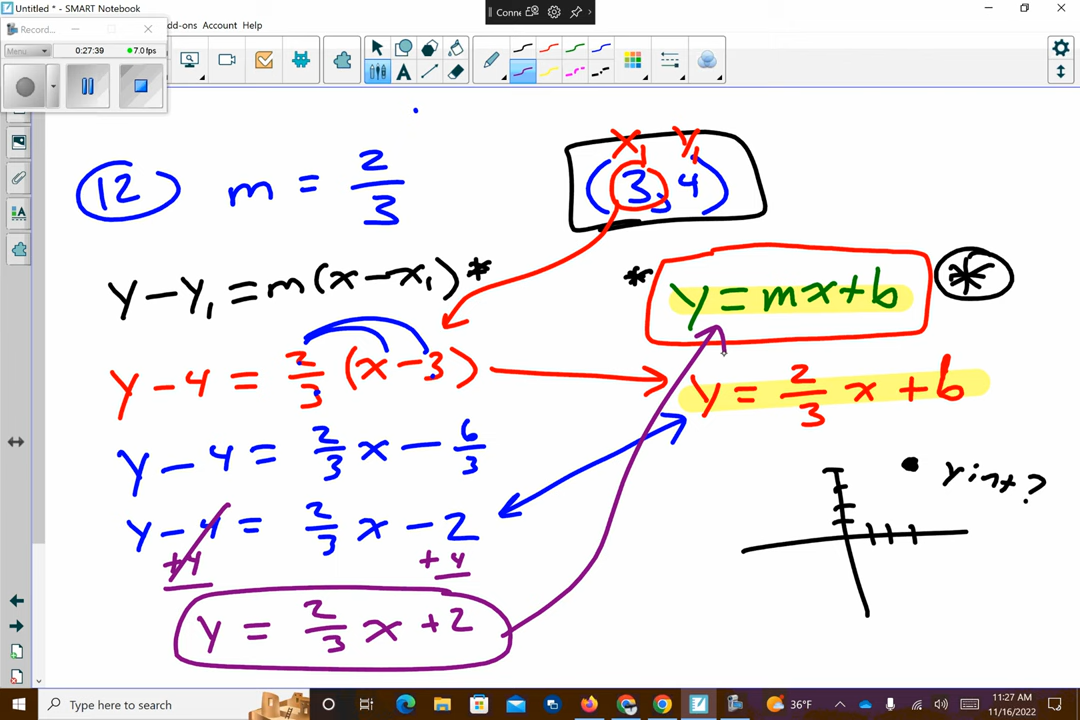 Untitled * - SMART Notebook
Conne
Record...
dd-ons Account Help
Menu
0:27:39
7.0 fps
12 m = 2/3
x₁ y₁
(3, 4)
y - y₁ = m(x - x₁) *
* y = mx + b *
y - 4 = 2/3 (x - 3)
y = 2/3 x + b
y - 4 = 2/3 x - 6/3
y int?
y - 4 = 2/3 x - 2
+4 +4
y = 2/3 x + 2
Type here to search
36°F
11:27 AM
11/16/2022